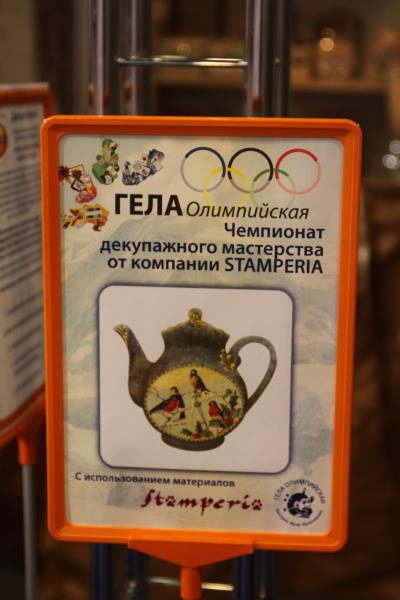 ГЕЛА Олимпийская
Чемпионат
декупажного мастерства
от компании STAMPERIA
С использованием материалов
Stamperia
ГЕЛА ОЛИМПИЙСКАЯ